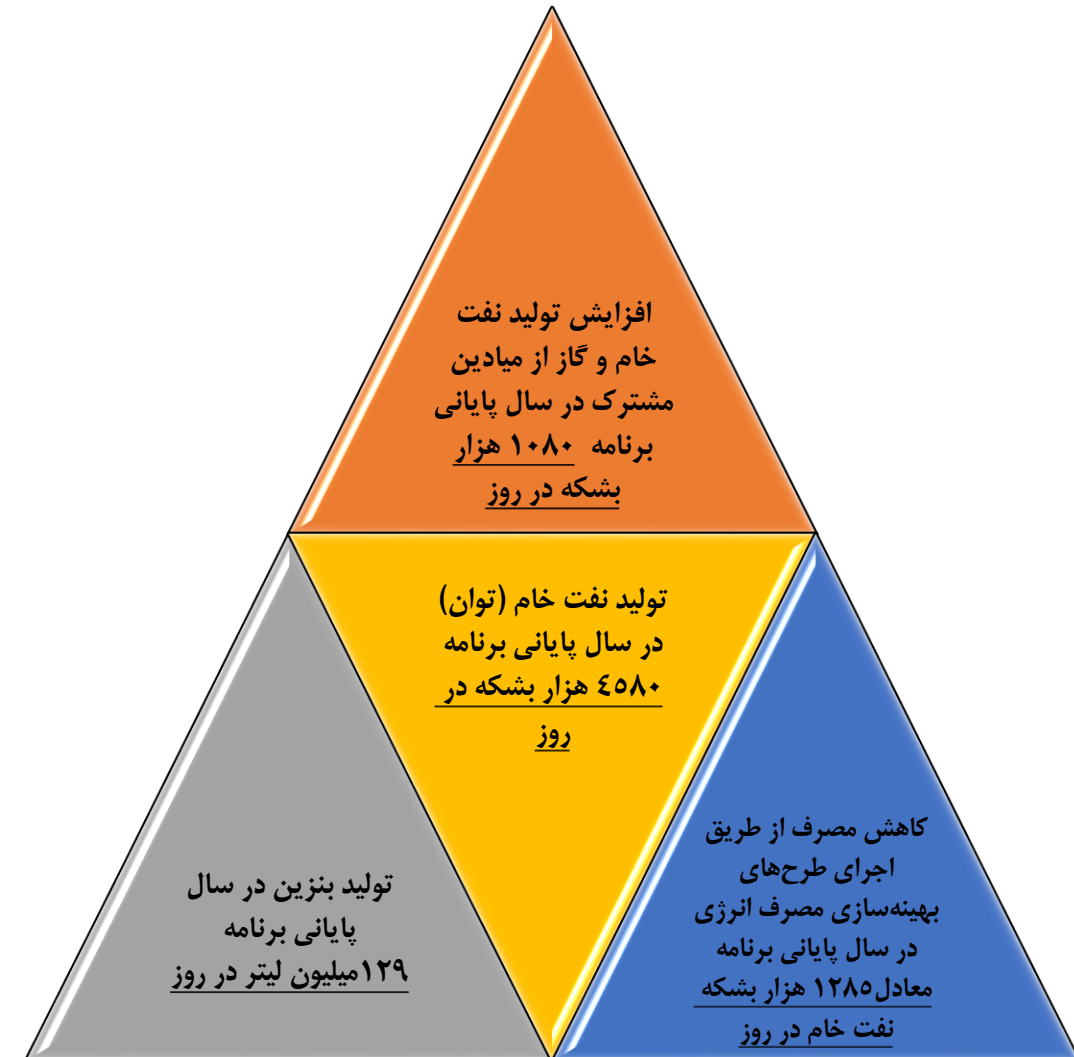 افزایش تولید نفت
خام و گاز از میادین
مشترک در سال پایانی
برنامه ۱۰۸۰ هزار
بشکه در روز
تولید نفت خام (توان)
در سال پایانی برنامه
٤٥٨٠ هزار بشکه در
روز
کاهش مصرف از طریق
اجرای طرح‌های
بهینه‌سازی مصرف انرژی
در سال پایانی برنامه
معادل۱۲۸٥ هزار بشکه
نفت خام در روز
تولید بنزین در سال
پایانی برنامه
۱۲۹میلیون لیتر در روز